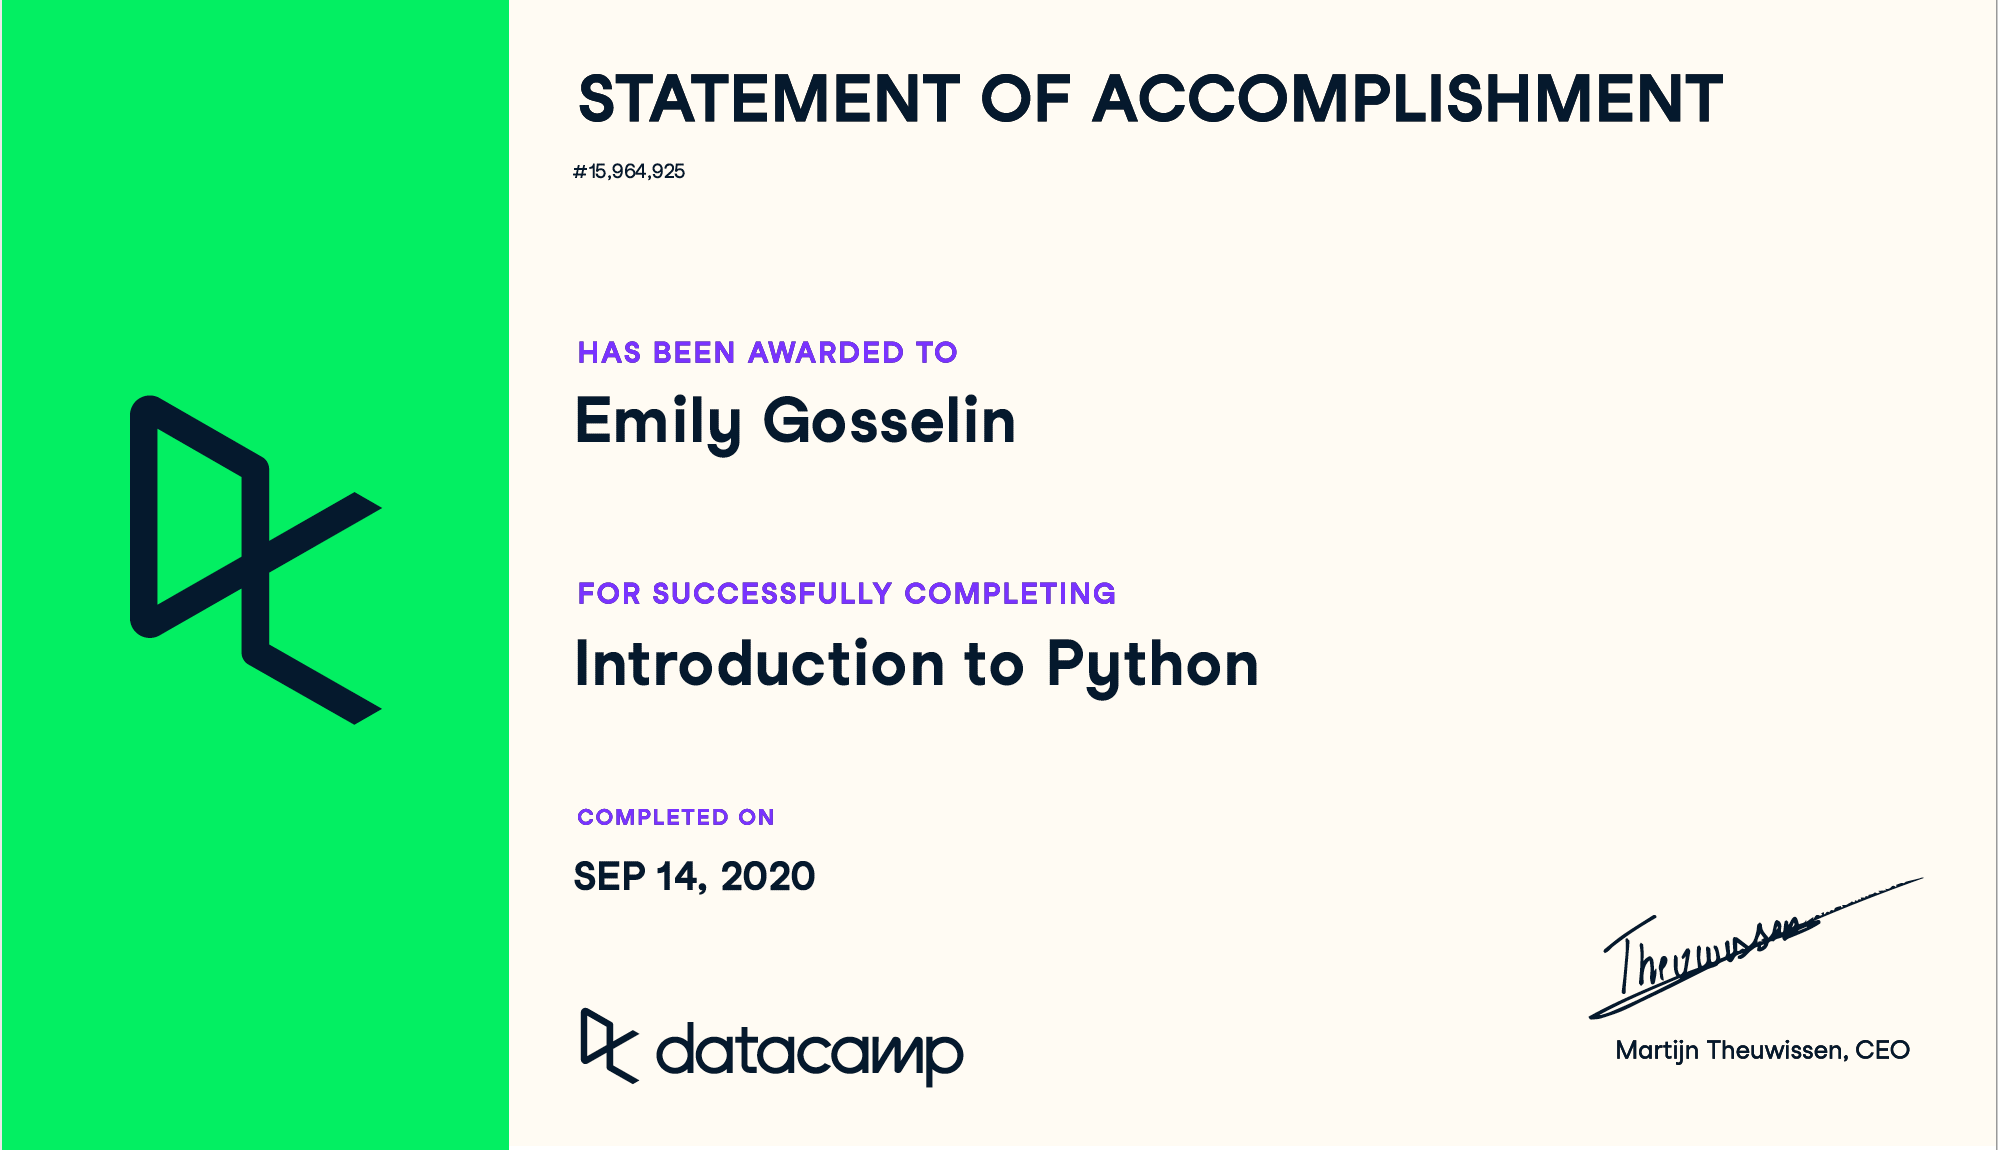 STATEMENT OF ACCOMPLISHMENT
#15,964,925
HAS BEEN AWARDED TO
Emily Gosselin
FOR SUCCESSFULLY COMPLETING
Introduction to Python
COMPLETED ON
SEP 14, 2020
Theuwissen
datacamp
Martijn Theuwissen, CEO